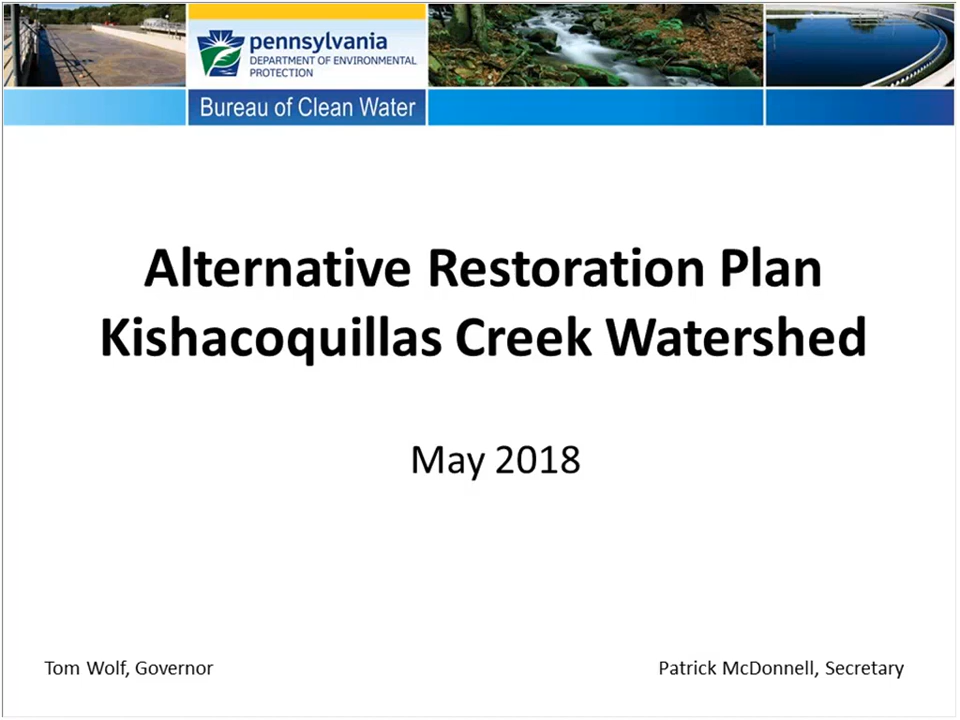 pennsylvania
DEPARTMENT OF ENVIRONMENTAL
PROTECTION
Bureau of Clean Water
Alternative Restoration Plan
Kishacoquillas Creek Watershed
May 2018
Tom Wolf, Governor
Patrick McDonnell, Secretary